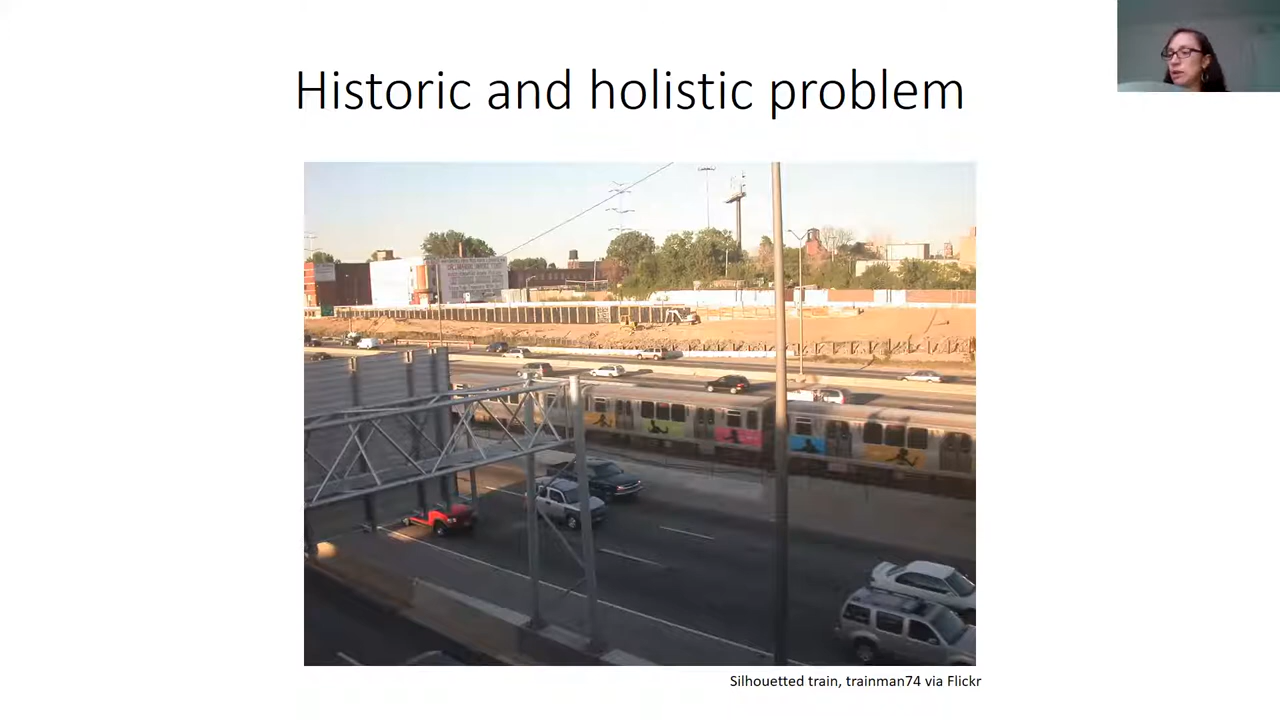 Historic and holistic problem
Silhouetted train, trainman74 via Flickr